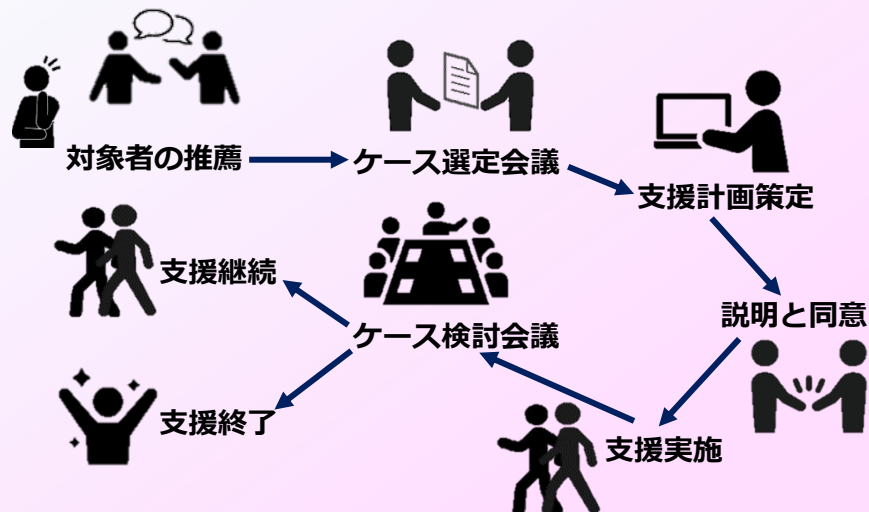 対象者の推薦
ケース選定会議
支援計画策定
説明と同意
支援実施
ケース検討会議
支援継続
支援終了